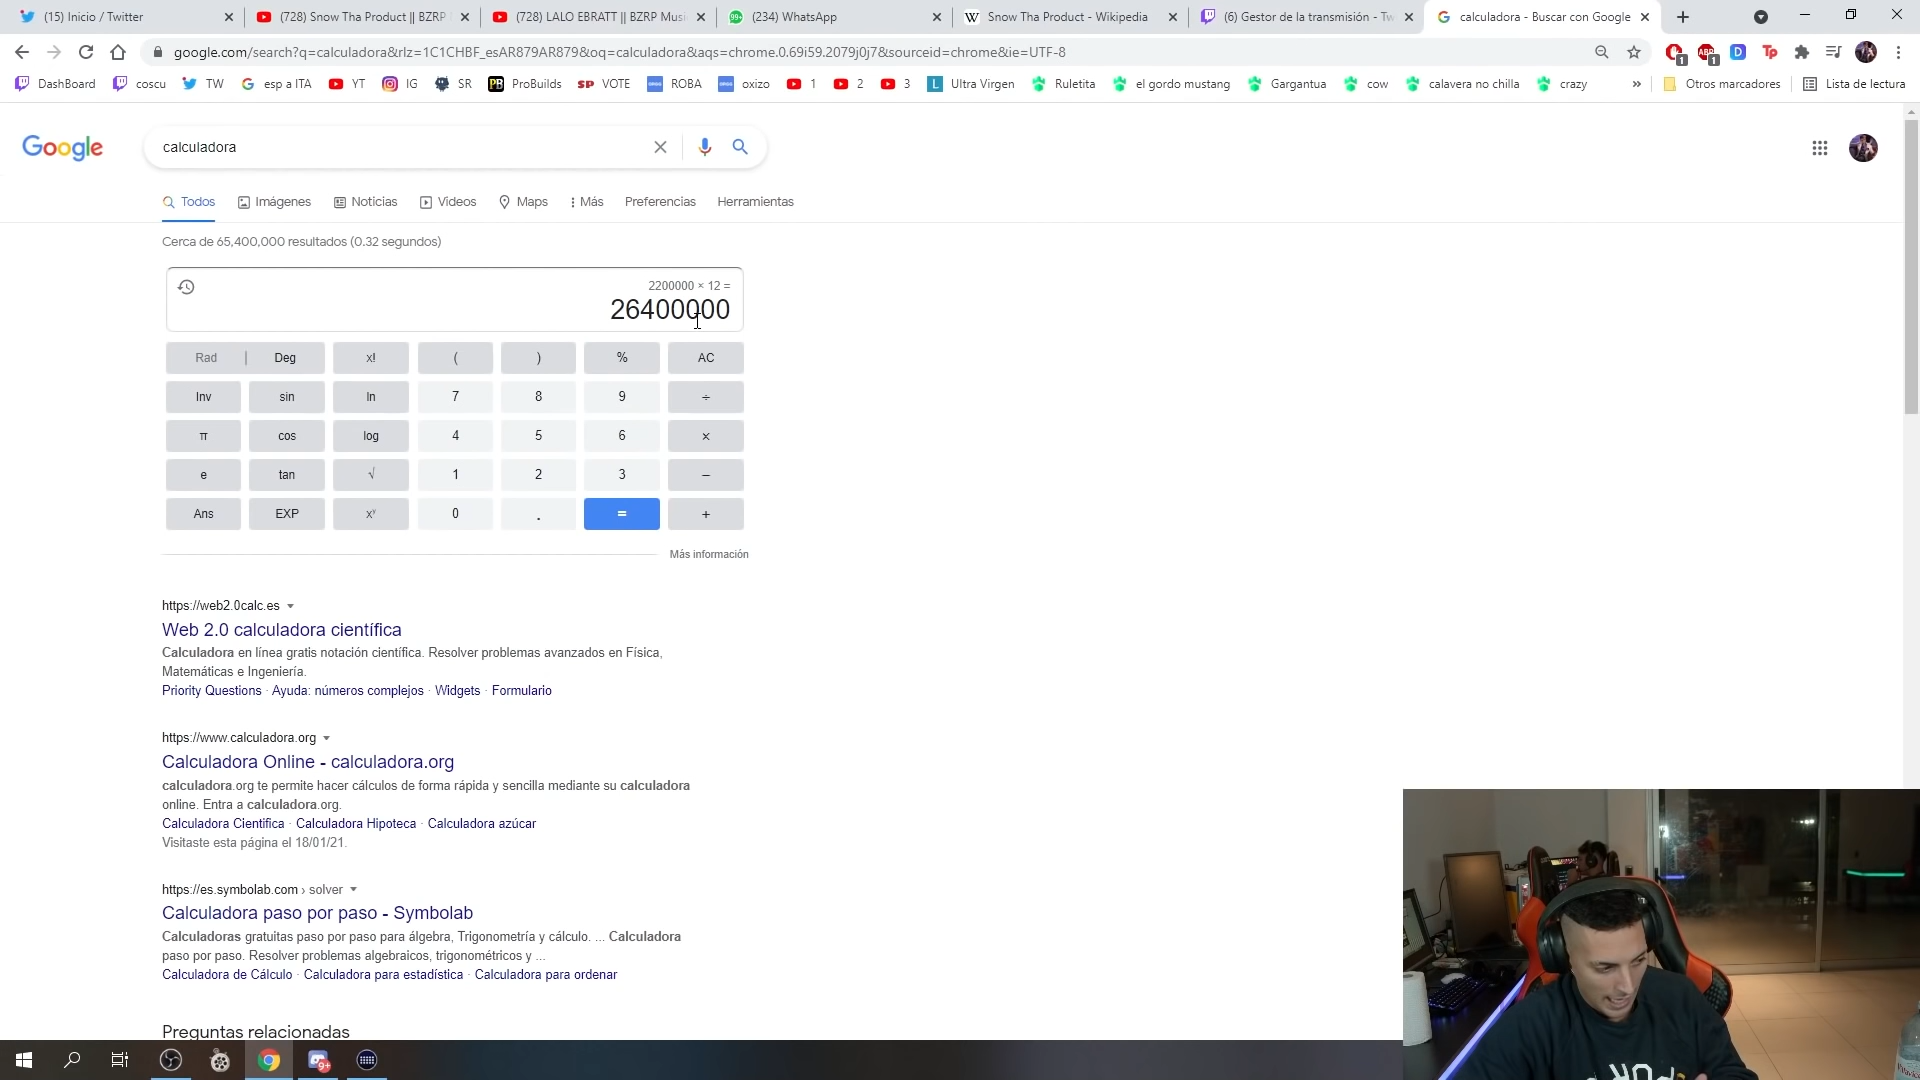 (15) Inicio / Twitter
(728) Snow Tha Product || BZRP
(728) LALO EBRATT || BZRP Musi
(234) WhatsApp
Snow Tha Product - Wikipedia
(6) Gestor de la transmisión - Tw
calculadora - Buscar con Google
google.com/search?q=calculadora&rlz=1C1CHBF_esAR879AR879&oq=calculadora&aqs=chrome.0.69i59.2079j0j7&sourceid=chrome&ie=UTF-8
DashBoard
coscu
TW
esp a ITA
YT
IG
SR
ProBuilds
VOTE
ROBA
oxizo
1
2
3
Ultra Virgen
Ruletita
el gordo mustang
Gargantua
cow
calavera no chilla
crazy
»
Otros marcadores
Lista de lectura
Google
calculadora
Todos
Imágenes
Noticias
Videos
Maps
Más
Preferencias
Herramientas
Cerca de 65,400,000 resultados (0.32 segundos)
2200000 × 12 =
26400000
Rad | Deg x! ( ) % AC
Inv sin ln 7 8 9 ÷
π cos log 4 5 6 ×
e tan √ 1 2 3 −
Ans EXP xʸ 0 . = +
Más información
https://web2.0calc.es
Web 2.0 calculadora científica
Calculadora en línea gratis notación científica. Resolver problemas avanzados en Física,
Matemáticas e Ingeniería.
Priority Questions · Ayuda: números complejos · Widgets · Formulario
https://www.calculadora.org
Calculadora Online - calculadora.org
calculadora.org te permite hacer cálculos de forma rápida y sencilla mediante su calculadora
online. Entra a calculadora.org.
Calculadora Cientifica · Calculadora Hipoteca · Calculadora azúcar
Visitaste esta página el 18/01/21.
https://es.symbolab.com › solver
Calculadora paso por paso - Symbolab
Calculadoras gratuitas paso por paso para álgebra, Trigonometría y cálculo. ... Calculadora
paso por paso. Resolver problemas algebraicos, trigonométricos y ...
Calculadora de Cálculo · Calculadora para estadística · Calculadora para ordenar
Preguntas relacionadas